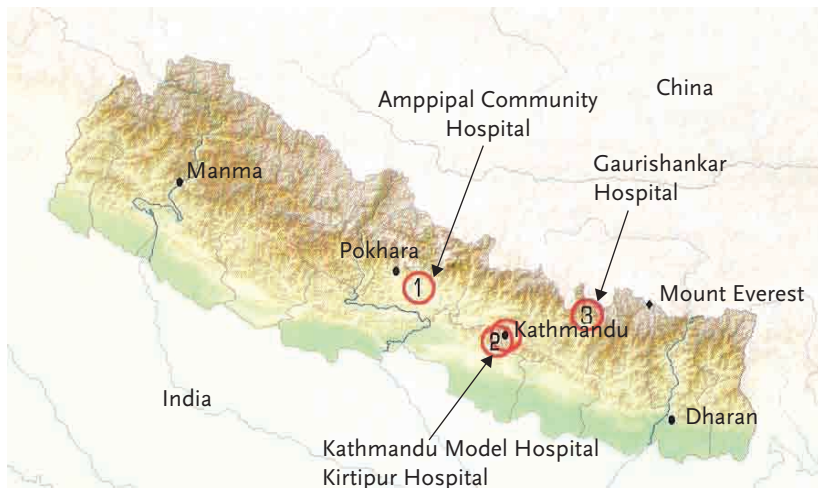 Amppipal Community
Hospital
China
Gaurishankar
Hospital
Manma
Pokhara
1
Mount Everest
3
Kathmandu
2
India
Dharan
Kathmandu Model Hospital
Kirtipur Hospital